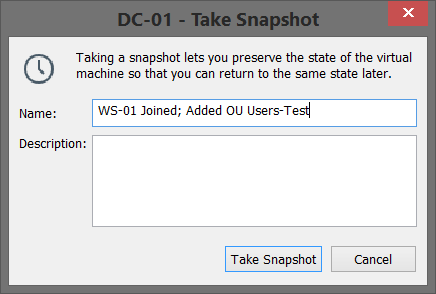 DC-01 - Take Snapshot
Taking a snapshot lets you preserve the state of the virtual
machine so that you can return to the same state later.
Name: WS-01 Joined; Added OU Users-Test
Description:
Take Snapshot Cancel